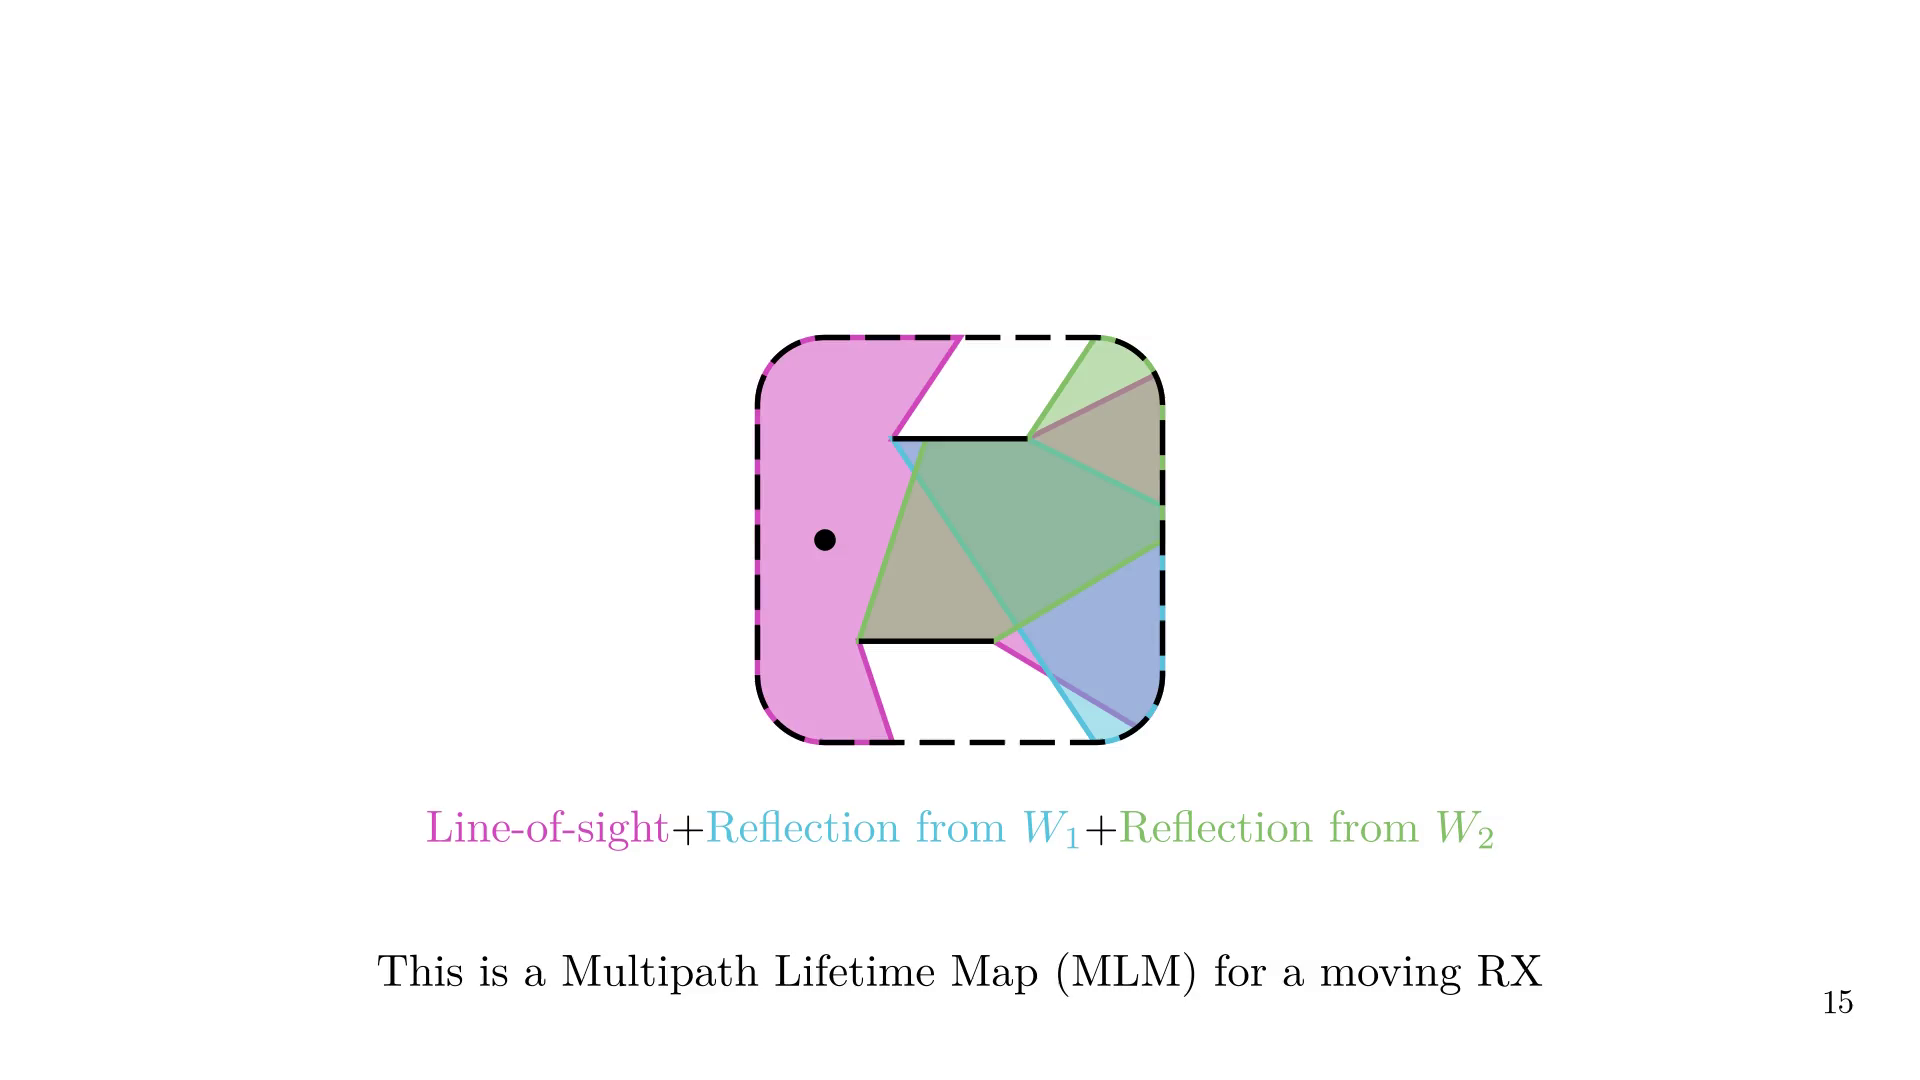 Line-of-sight+Reflection from W₁+Reflection from W₂
This is a Multipath Lifetime Map (MLM) for a moving RX
15